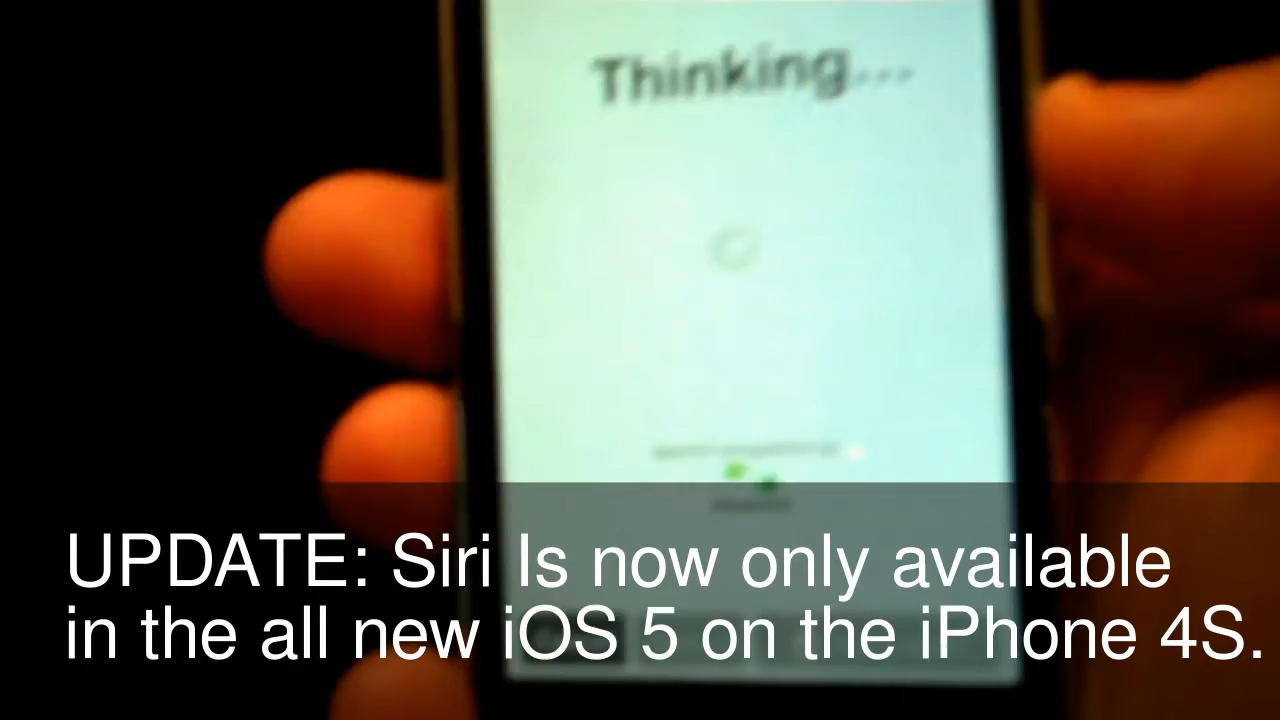 Thinking...
UPDATE: Siri Is now only available
in the all new iOS 5 on the iPhone 4S.